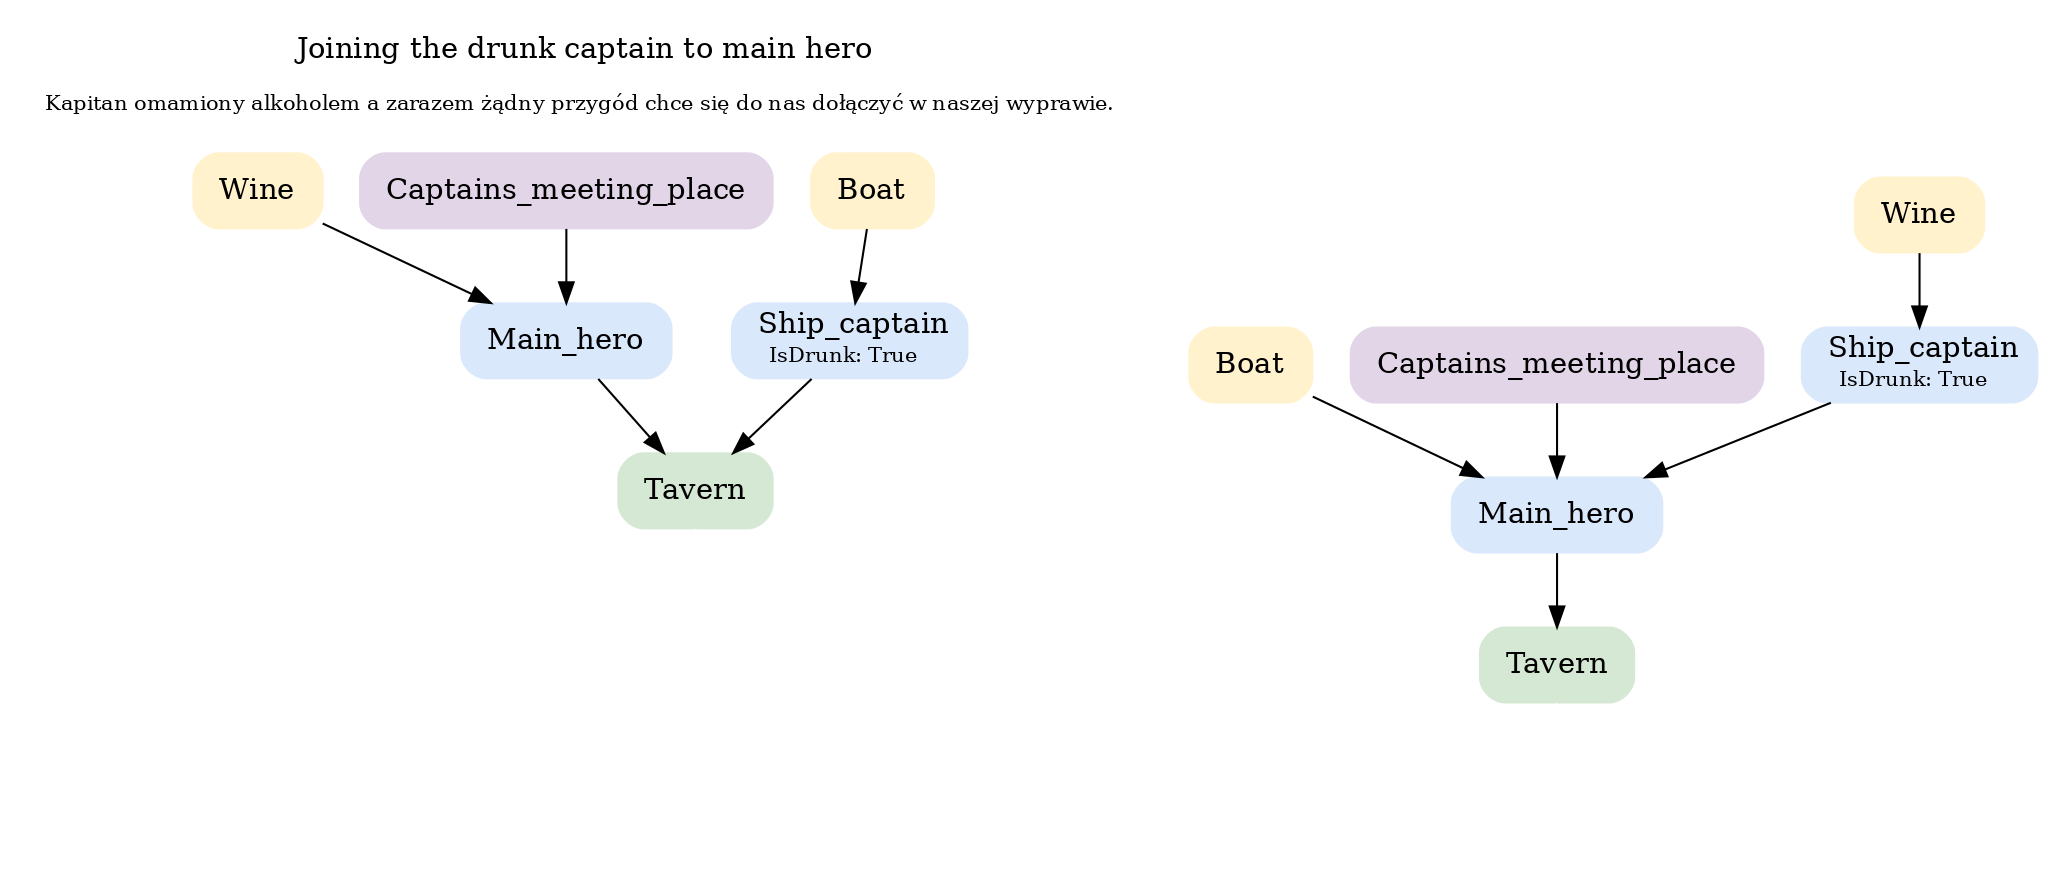 Joining the drunk captain to main hero
Kapitan omamiony alkoholem a zarazem żądny przygód chce się do nas dołączyć w naszej wyprawie.
Wine
Captains_meeting_place
Boat
Main_hero
Ship_captain
IsDrunk: True
Tavern
Wine
Boat
Captains_meeting_place
Ship_captain
IsDrunk: True
Main_hero
Tavern